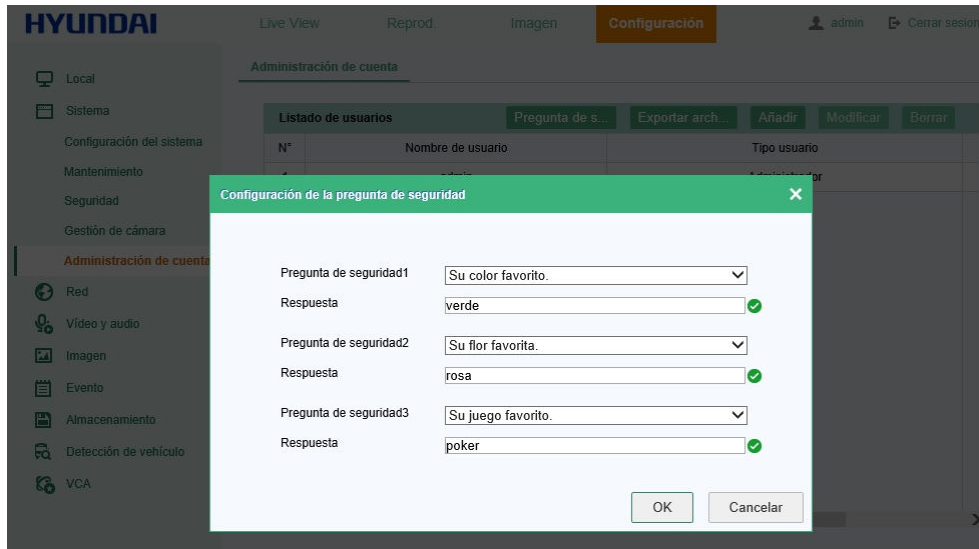 HYUNDAI
Live View Reprod. Imagen Configuración admin Cerrar sesion
Administración de cuenta
Local
Sistema
Configuración del sistema
Mantenimiento
Seguridad
Gestión de cámara
Administración de cuenta
Red
Vídeo y audio
Imagen
Evento
Almacenamiento
Detección de vehículo
VCA
Listado de usuarios Pregunta de s... Exportar arch... Añadir Modificar Borrar
N° Nombre de usuario Tipo usuario
1 admin Administrador
Configuración de la pregunta de seguridad
Pregunta de seguridad1 Su color favorito.
Respuesta verde
Pregunta de seguridad2 Su flor favorita.
Respuesta rosa
Pregunta de seguridad3 Su juego favorito.
Respuesta poker
OK Cancelar